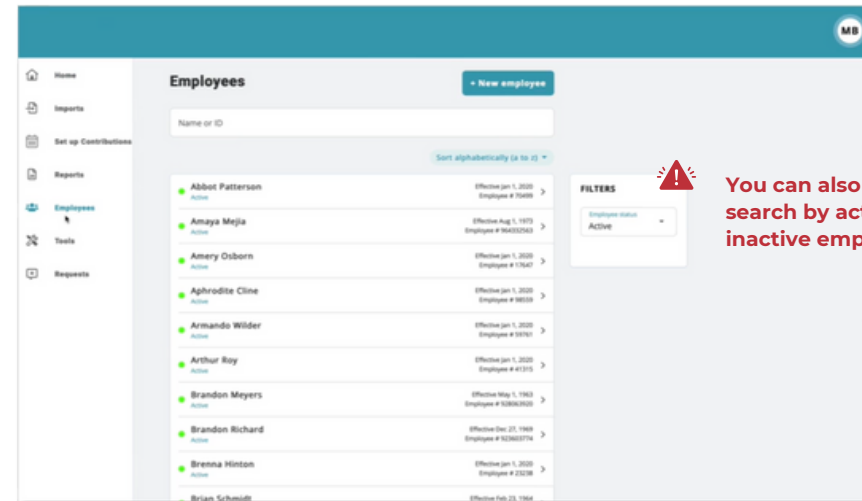 MB
Home
Imports
Set up Contributions
Reports
Employees
Tools
Requests
Employees
+ New employee
Name or ID
Sort alphabetically (a to z)
Abbot Patterson
Active
Effective Jan 1, 2020
Employee # 70499
Amaya Mejia
Active
Effective Aug 1, 1973
Employee # 964332563
Amery Osborn
Active
Effective Jan 1, 2020
Employee # 17647
Aphrodite Cline
Active
Effective Jan 1, 2020
Employee # 98559
Armando Wilder
Active
Effective Jan 1, 2020
Employee # 59761
Arthur Roy
Active
Effective Jan 1, 2020
Employee # 41315
Brandon Meyers
Active
Effective May 1, 1963
Employee # 928063920
Brandon Richard
Active
Effective Dec 27, 1969
Employee # 923603774
Brenna Hinton
Active
Effective Jan 1, 2020
Employee # 23238
Brian Schmidt
Effective Feb 23, 1964
FILTERS
Employee status
Active
You can also
search by act
inactive emp